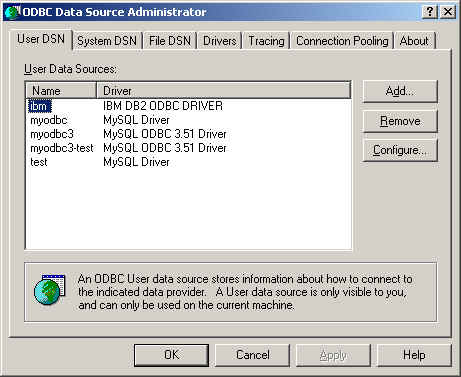 ODBC Data Source Administrator
User DSN System DSN File DSN Drivers Tracing Connection Pooling About
User Data Sources:
Name Driver
ibm IBM DB2 ODBC DRIVER
myodbc MySQL Driver
myodbc3 MySQL ODBC 3.51 Driver
myodbc3-test MySQL ODBC 3.51 Driver
test MySQL Driver
Add...
Remove
Configure...
An ODBC User data source stores information about how to connect to
the indicated data provider. A User data source is only visible to you,
and can only be used on the current machine.
OK Cancel Apply Help